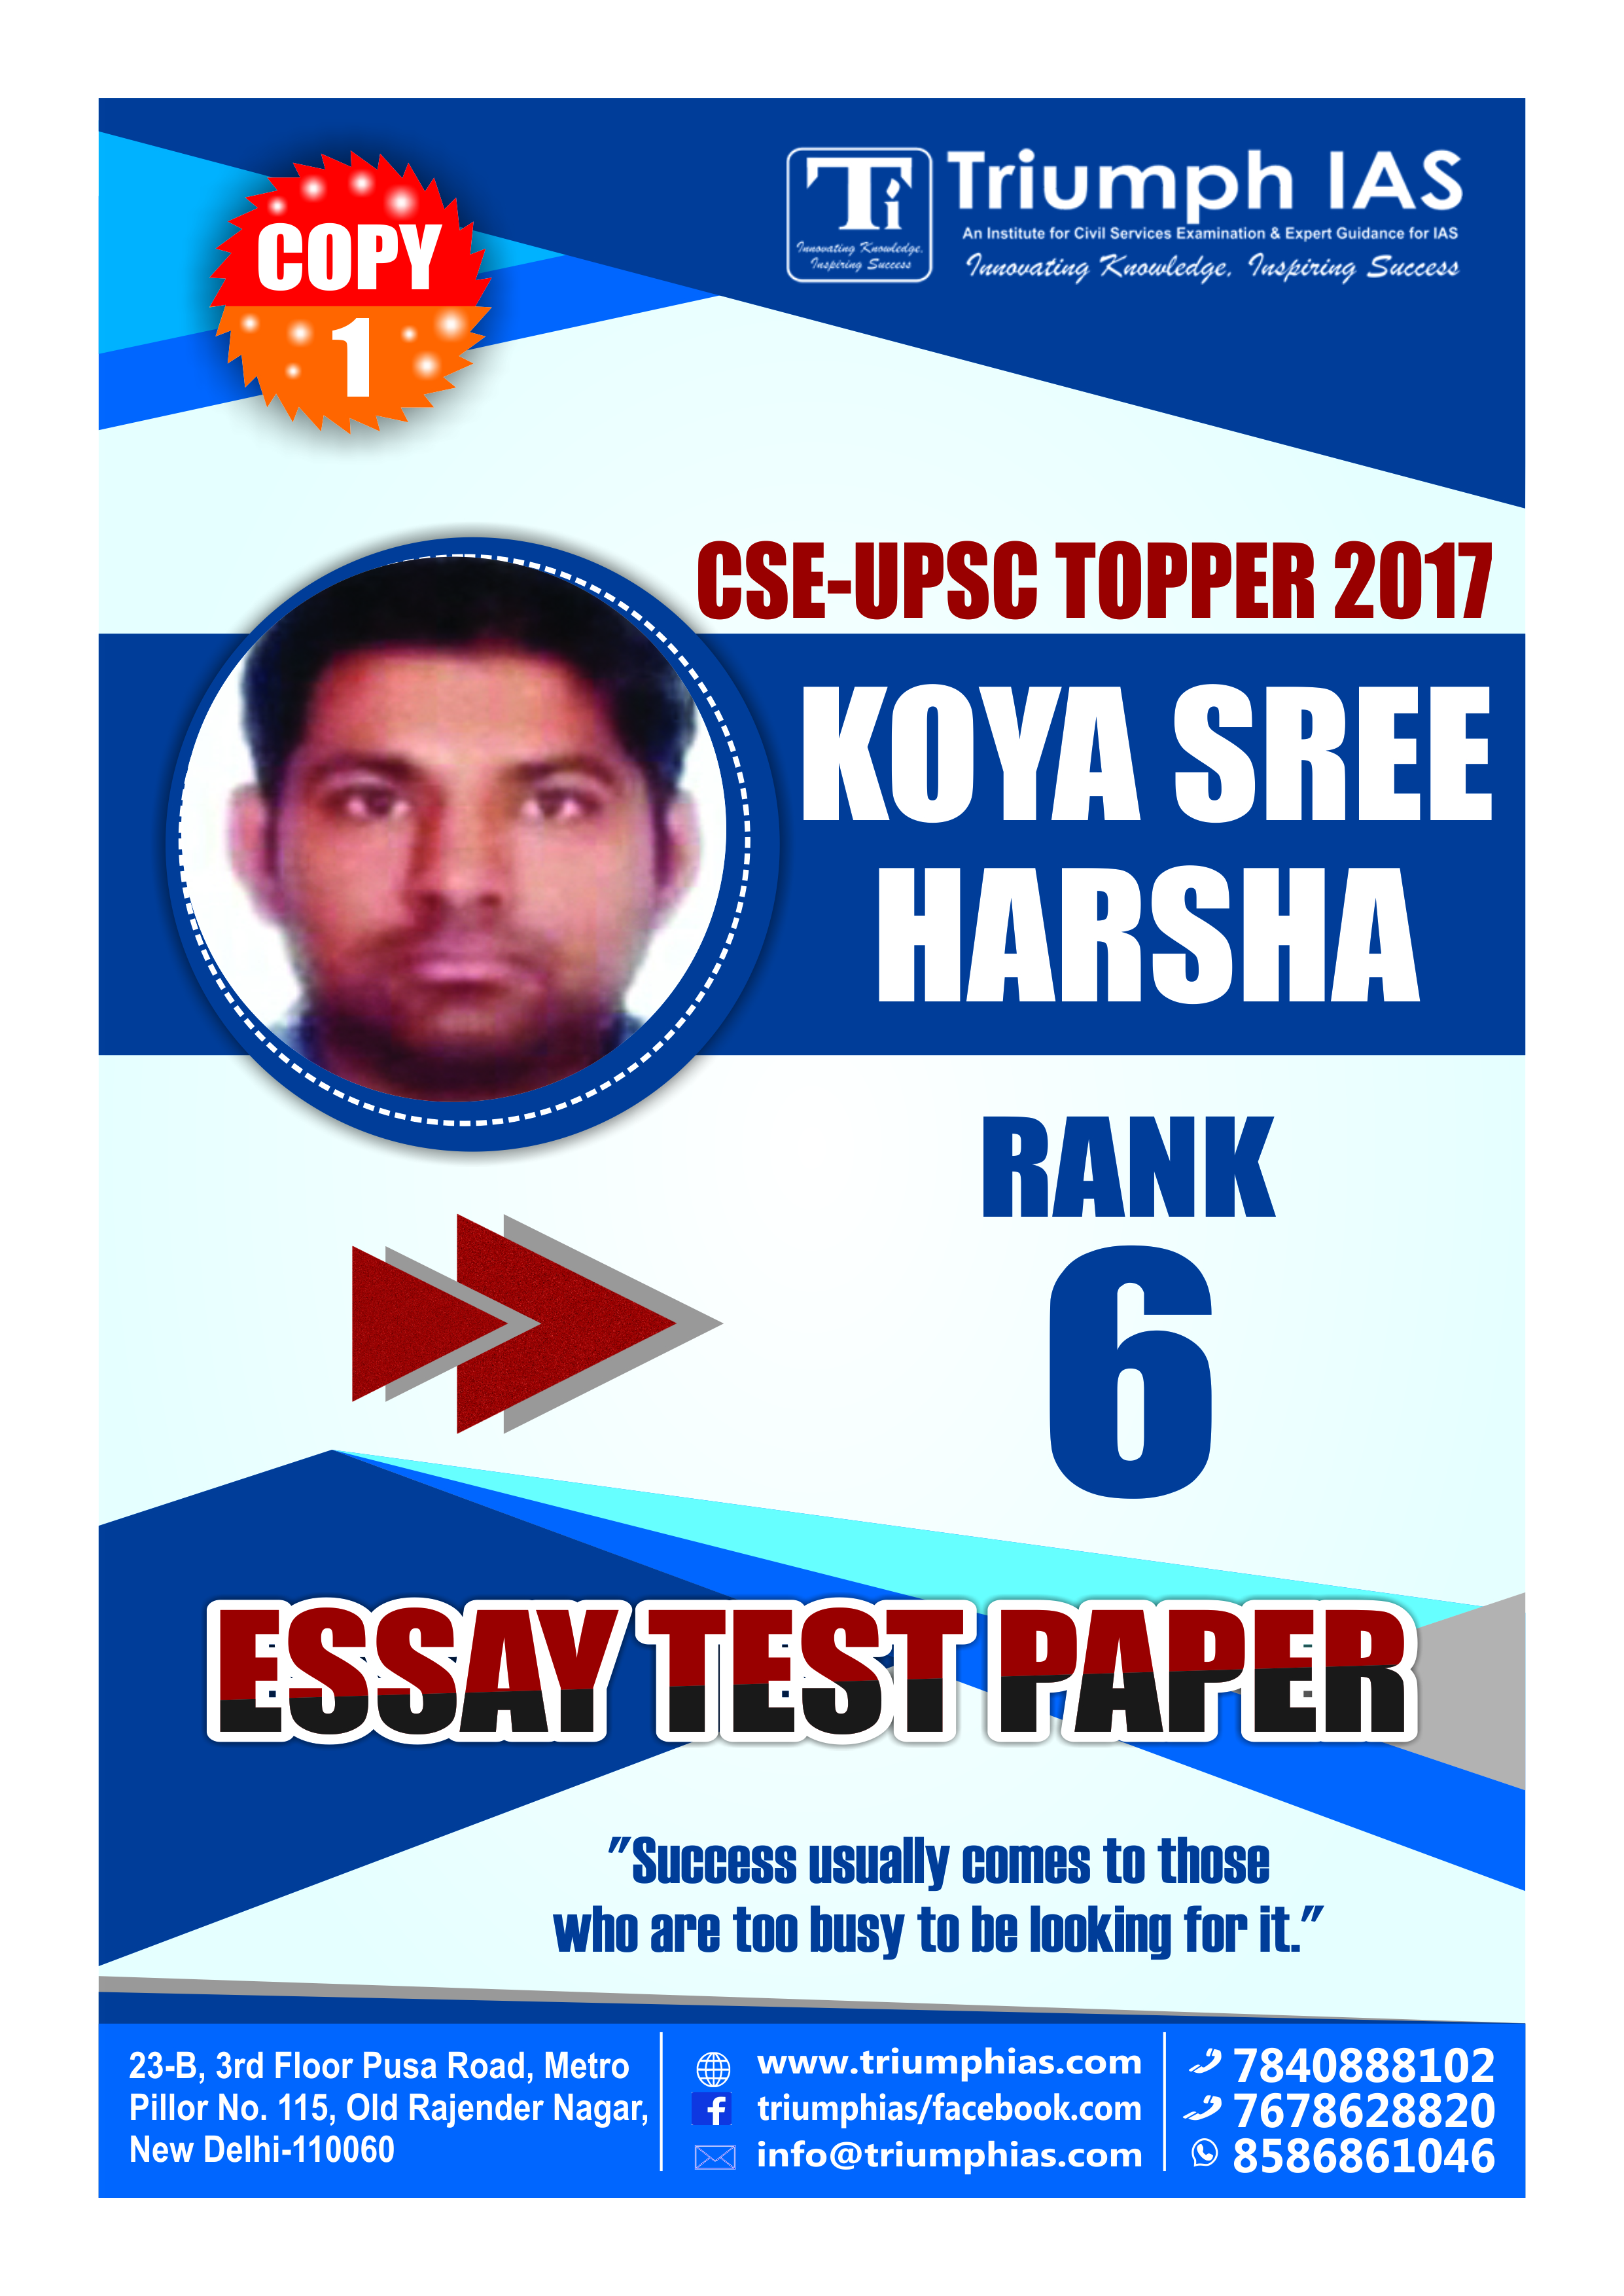 COPY
1
Ti
Innovating Knowledge,
Inspiring Success
Triumph IAS
An Institute for Civil Services Examination & Expert Guidance for IAS
Innovating Knowledge, Inspiring Success
CSE-UPSC TOPPER 2017
KOYA SREE
HARSHA
RANK
6
ESSAY TEST PAPER
"Success usually comes to those
who are too busy to be looking for it."
23-B, 3rd Floor Pusa Road, Metro
Pillor No. 115, Old Rajender Nagar,
New Delhi-110060
www.triumphias.com
triumphias/facebook.com
info@triumphias.com
7840888102
7678628820
8586861046